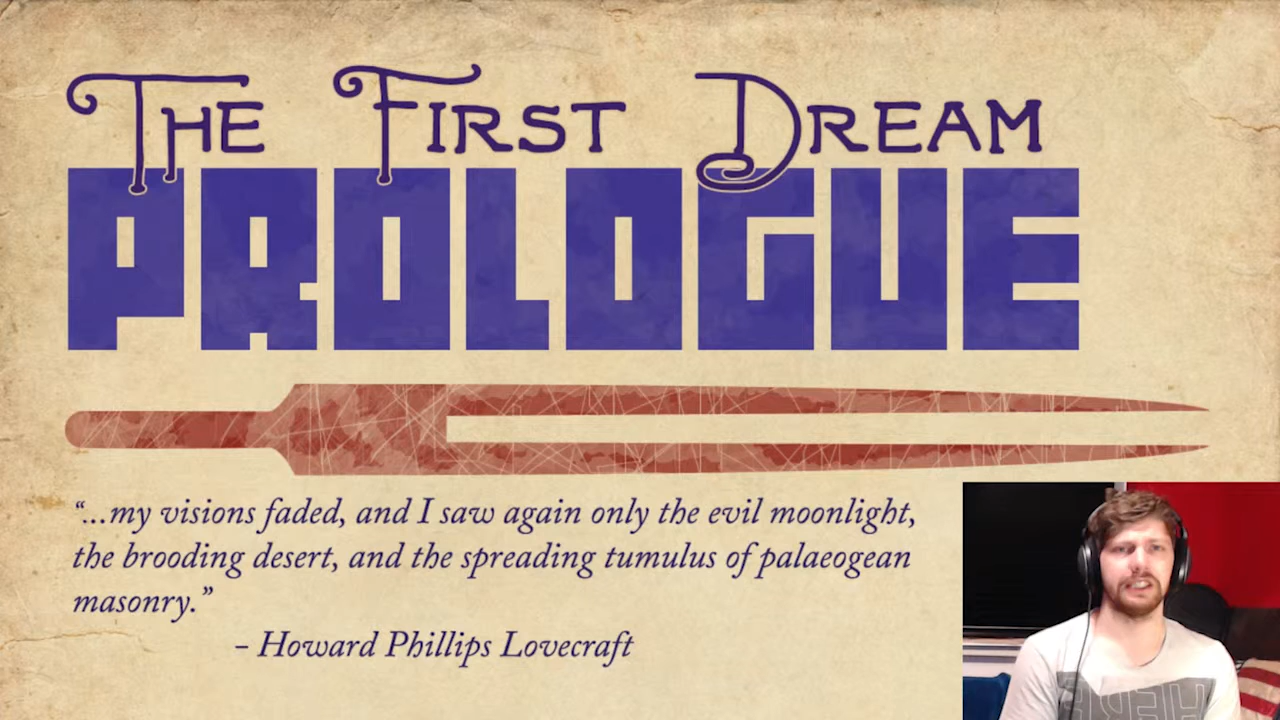 The First Dream
PROLOGUE
“...my visions faded, and I saw again only the evil moonlight,
the brooding desert, and the spreading tumulus of palaeogean
masonry.”
– Howard Phillips Lovecraft